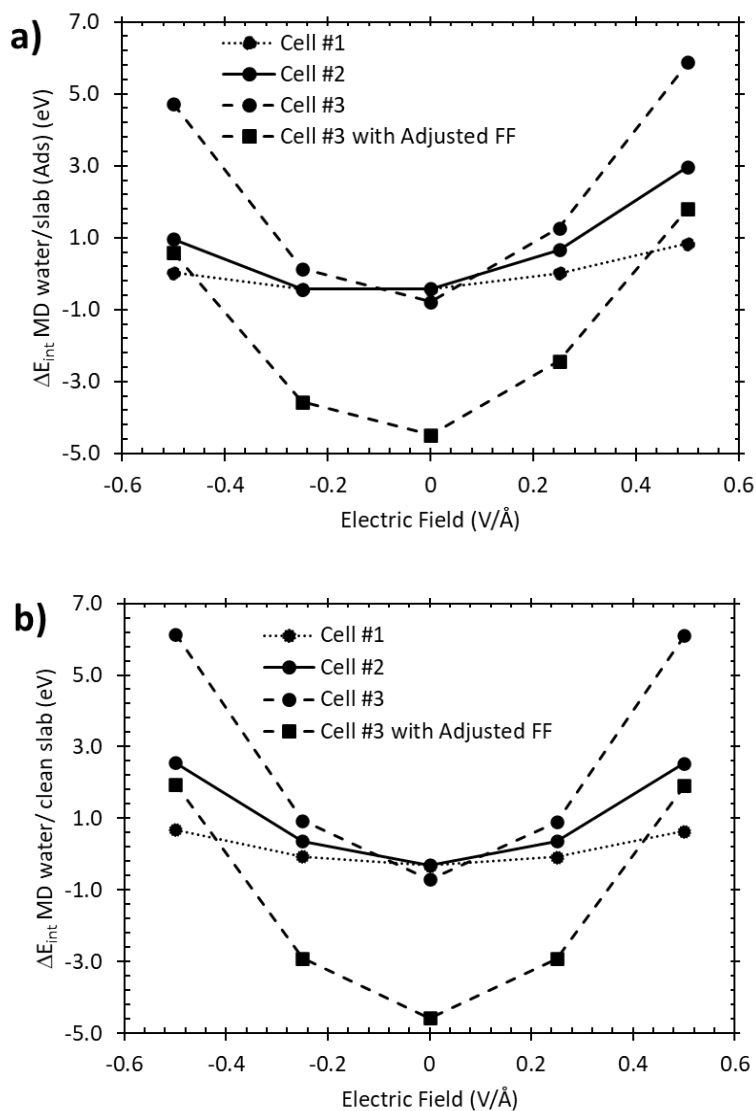 a)
7.0
5.0
3.0
1.0
-1.0
-3.0
-5.0
ΔEint MD water/slab (Ads) (eV)
Cell #1
Cell #2
Cell #3
Cell #3 with Adjusted FF
-0.6 -0.4 -0.2 0 0.2 0.4 0.6
Electric Field (V/Å)
b)
7.0
5.0
3.0
1.0
-1.0
-3.0
-5.0
ΔEint MD water/ clean slab (eV)
Cell #1
Cell #2
Cell #3
Cell #3 with Adjusted FF
-0.6 -0.4 -0.2 0 0.2 0.4 0.6
Electric Field (V/Å)